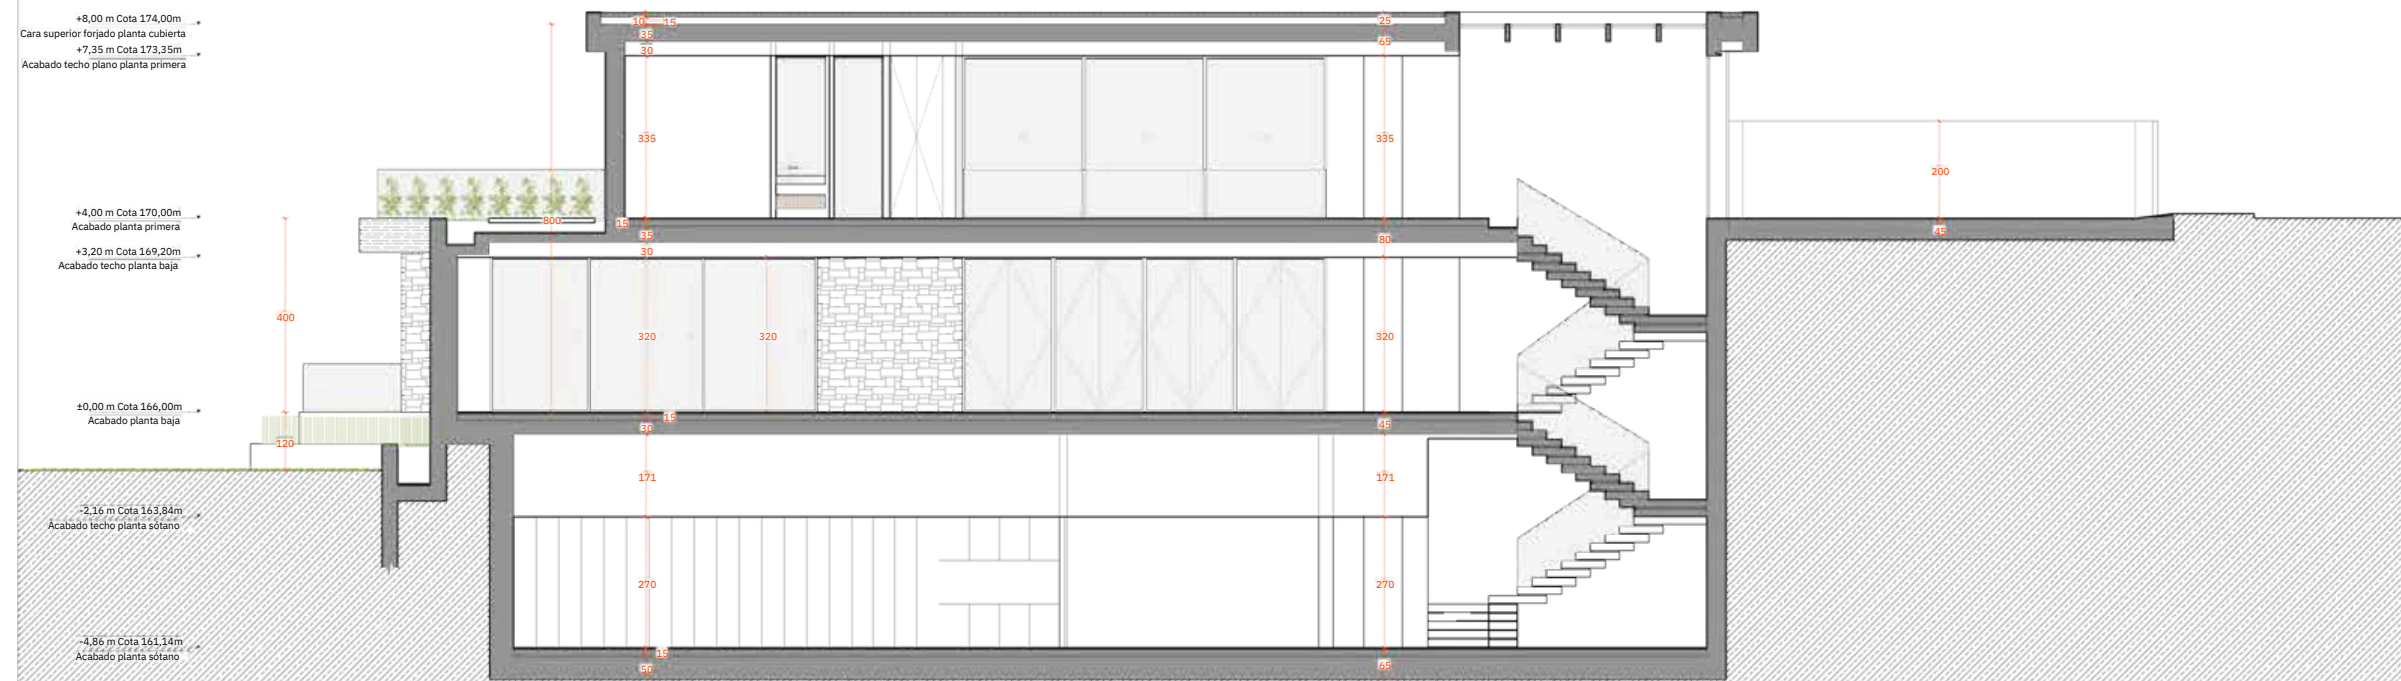 +8,00 m Cota 174,00m
Cara superior forjado planta cubierta
+7,35 m Cota 173,35m
Acabado techo plano planta primera
+4,00 m Cota 170,00m
Acabado planta primera
+3,20 m Cota 169,20m
Acabado techo planta baja
±0,00 m Cota 166,00m
Acabado planta baja
-2,16 m Cota 163,84m
Acabado techo planta sótano
-4,86 m Cota 161,14m
Acabado planta sótano
10 15
35
30
25
65
335
335
200
800
15
35
30
80
45
400
320
320
320
120
15
30
45
171
171
270
270
15
50
65